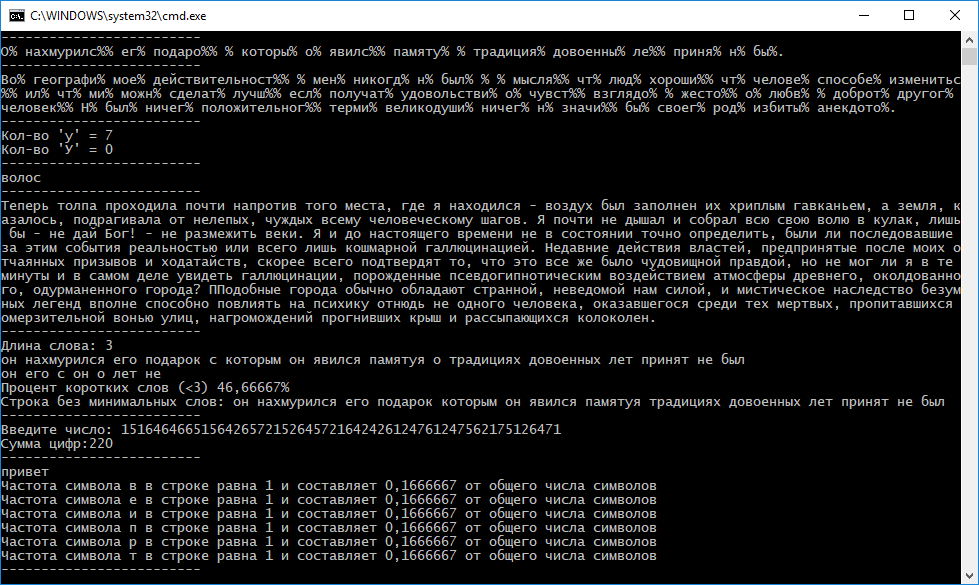 C:\WINDOWS\system32\cmd.exe
-------------------------
О% нахмурилс%% ег% подаро%% % которы% о% явилс%% памяту% % традиция% довоенны% ле%% приня% н% бы%.
-------------------------
Во% географи% мое% действительност%% % мен% никогд% н% был% % % мысля%% чт% люд% хороши%% чт% челове% способе% изменитьс
%% ил% чт% ми% можн% сделат% лучш%% есл% получат% удовольстви% о% чувст%% взглядо% % жесто%% о% любв% % доброт% другог%
человек%% Н% был% ничег% положительног%% терми% великодуши% ничег% н% значи%% бы% своег% род% избиты% анекдото%.
-------------------------
Кол-во 'у' = 7
Кол-во 'У' = 0
-------------------------
волос
-------------------------
Теперь толпа проходила почти напротив того места, где я находился - воздух был заполнен их хриплым гавканьем, а земля, к
азалось, подрагивала от нелепых, чуждых всему человеческому шагов. Я почти не дышал и собрал всю свою волю в кулак, лишь
бы - не дай Бог! - не размежить веки. Я и до настоящего времени не в состоянии точно определить, были ли последовавшие
за этим события реальностью или всего лишь кошмарной галлюцинацией. Недавние действия властей, предпринятые после моих о
тчаянных призывов и ходатайств, скорее всего подтвердят то, что это все же было чудовищной правдой, но не мог ли я в те
минуты и в самом деле увидеть галлюцинации, порожденные псевдогипнотическим воздействием атмосферы древнего, околдованно
го, одурманенного города? ППодобные города обычно обладают странной, неведомой нам силой, и мистическое наследство безум
ных легенд вполне способно повлиять на психику отнюдь не одного человека, оказавшегося среди тех мертвых, пропитавшихся
омерзительной вонью улиц, нагромождений прогнивших крыш и рассыпающихся колоколен.
-------------------------
Длина слова: 3
он нахмурился его подарок с которым он явился памятуя о традициях довоенных лет принят не был
он его с он о лет не
Процент коротких слов (<3) 46,66667%
Строка без минимальных слов: он нахмурился его подарок которым он явился памятуя традициях довоенных лет принят не был
-------------------------
Введите число: 1516464665156426572152645721642426124761247562175126471
Сумма цифр:220
-------------------------
привет
Частота символа в в строке равна 1 и составляет 0,1666667 от общего числа символов
Частота символа е в строке равна 1 и составляет 0,1666667 от общего числа символов
Частота символа и в строке равна 1 и составляет 0,1666667 от общего числа символов
Частота символа п в строке равна 1 и составляет 0,1666667 от общего числа символов
Частота символа р в строке равна 1 и составляет 0,1666667 от общего числа символов
Частота символа т в строке равна 1 и составляет 0,1666667 от общего числа символов
-------------------------